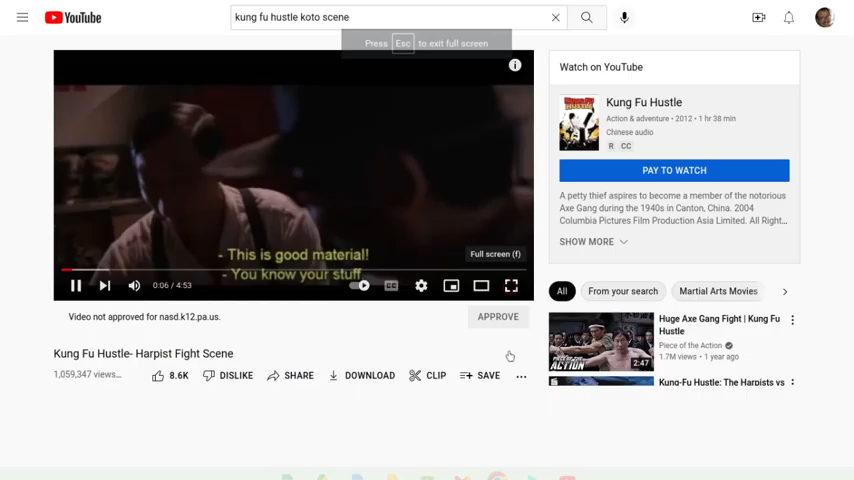 YouTube
kung fu hustle koto scene
Press Esc to exit full screen
- This is good material!
- You know your stuff
Full screen (f)
0:06 / 4:53
CC
Video not approved for nasd.k12.pa.us.
APPROVE
Kung Fu Hustle- Harpist Fight Scene
1,059,347 views...
8.6K
DISLIKE
SHARE
DOWNLOAD
CLIP
SAVE
Watch on YouTube
Kung Fu Hustle
Action & adventure • 2012 • 1 hr 38 min
Chinese audio
R CC
PAY TO WATCH
A petty thief aspires to become a member of the notorious
Axe Gang during the 1940s in Canton, China. 2004
Columbia Pictures Film Production Asia Limited. All Right...
SHOW MORE
All
From your search
Martial Arts Movies
Huge Axe Gang Fight | Kung Fu
Hustle
Piece of the Action
1.7M views • 1 year ago
2:47
Kung-Fu Hustle: The Harpists vs